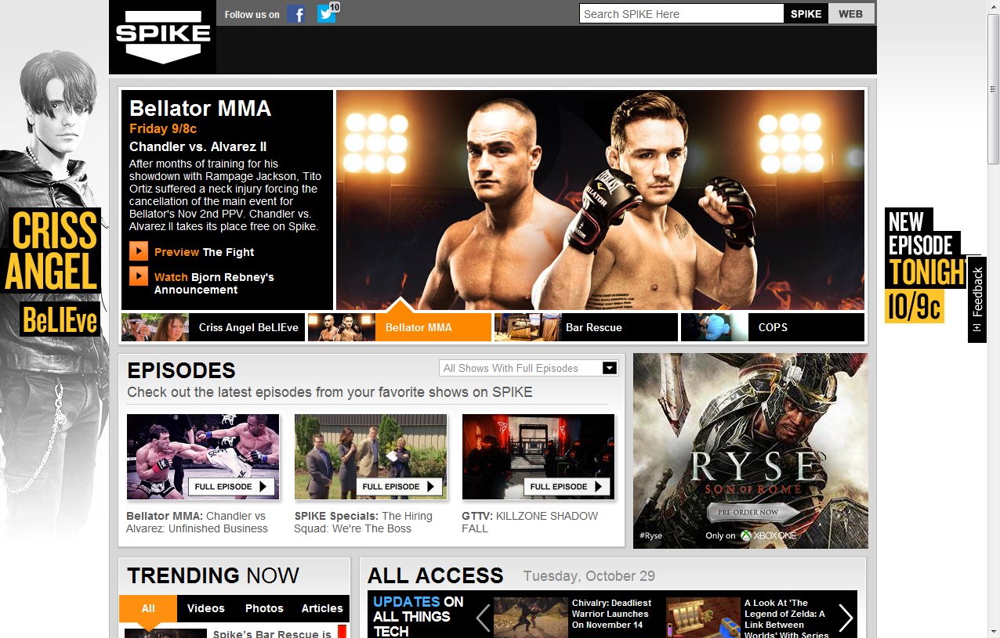 SPIKE
Follow us on
10
Search SPIKE Here
SPIKE
WEB
CRISS
ANGEL
BeLIEve
Bellator MMA
Friday 9/8c
Chandler vs. Alvarez II
After months of training for his
showdown with Rampage Jackson, Tito
Ortiz suffered a neck injury forcing the
cancellation of the main event for
Bellator's Nov 2nd PPV. Chandler vs.
Alvarez II takes its place free on Spike.
Preview The Fight
Watch Bjorn Rebney's
Announcement
EVERLAST
BELLATOR
Criss Angel BeLIEve
Bellator MMA
Bar Rescue
COPS
NEW
EPISODE
TONIGH
10/9c
[+] Feedback
EPISODES
All Shows With Full Episodes
Check out the latest episodes from your favorite shows on SPIKE
FULL EPISODE
FULL EPISODE
FULL EPISODE
Bellator MMA: Chandler vs
Alvarez: Unfinished Business
SPIKE Specials: The Hiring
Squad: We're The Boss
GTTV: KILLZONE SHADOW
FALL
RYSE
SON OF ROME
PRE-ORDER NOW
#Ryse
Only on XBOX ONE
TRENDING NOW
All
Videos
Photos
Articles
Spike's Bar Rescue is
ALL ACCESS
Tuesday, October 29
UPDATES ON
ALL THINGS
TECH
Chivalry: Deadliest
Warrior Launches
On November 14
A Look At 'The
Legend of Zelda: A
Link Between
Worlds' With Series